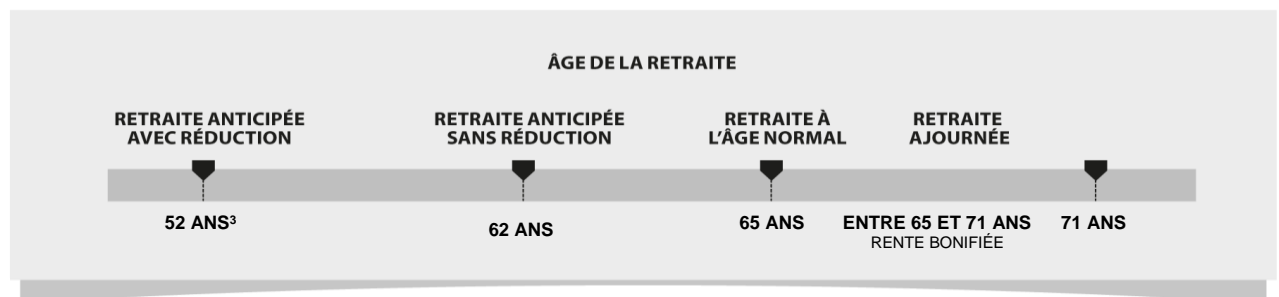 ÂGE DE LA RETRAITE
RETRAITE ANTICIPÉE
AVEC RÉDUCTION
RETRAITE ANTICIPÉE
SANS RÉDUCTION
RETRAITE À
L'ÂGE NORMAL
RETRAITE
AJOURNÉE
52 ANS³
62 ANS
65 ANS
ENTRE 65 ET 71 ANS
RENTE BONIFIÉE
71 ANS